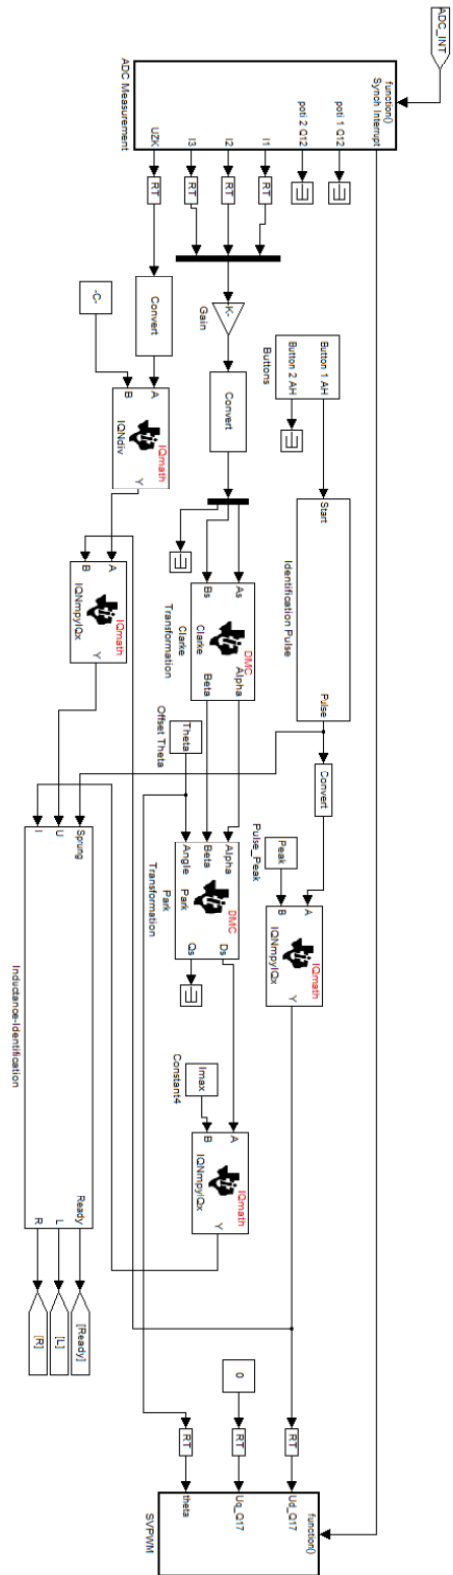 ADC_INT
function()
Synch Interrupt
poti 1 Q12
poti 2 Q12
I1
I2
I3
UZK
ADC Measurement
RT
RT
RT
RT
-K-
Gain
Convert
Convert
-C-
Button 1 AH
Button 2 AH
Buttons
Start
Pulse
Identification Pulse
Convert
A
B
IQmath
Y
IQNdiv
A
B
IQmath
Y
IQNmpyIQx
As
Bs
DMC
Alpha
Clarke
Beta
Clarke
Transformation
Theta
Offset Theta
Peak
Pulse_Peak
A
B
IQmath
Y
IQNmpyIQx
Alpha
Beta
Angle
DMC
Park
Ds
Qs
Park
Transformation
Imax
Constant4
A
B
IQmath
Y
IQNmpyIQx
Sprung
U
I
Ready
L
R
Inductance-Identification
[Ready]
[L]
[R]
0
RT
RT
RT
function()
Ud_Q17
Uq_Q17
theta
SVPWM